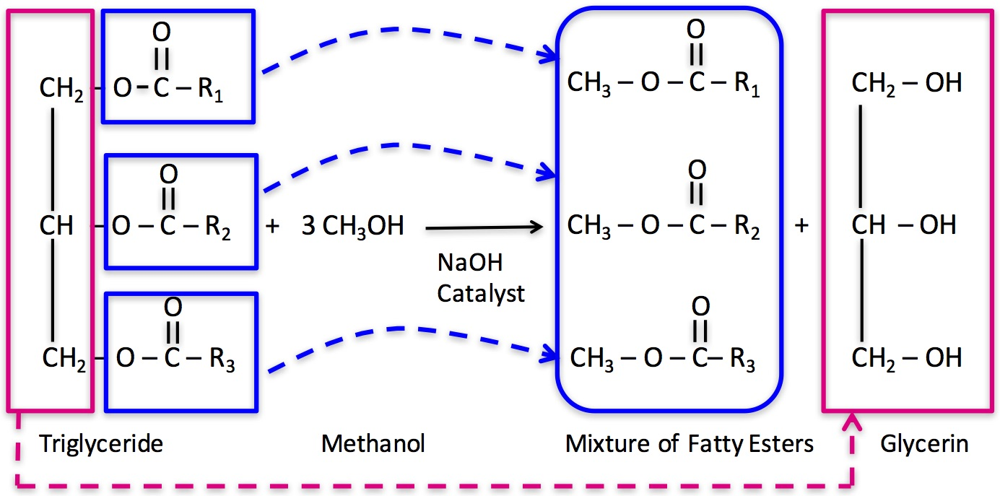 O O
CH₂ – O – C – R₁ CH₃ – O – C – R₁ CH₂ – OH
O O
CH – O – C – R₂ + 3 CH₃OH CH₃ – O – C – R₂ + CH – OH
NaOH
Catalyst
O O
CH₂ – O – C – R₃ CH₃ – O – C – R₃ CH₂ – OH
Triglyceride Methanol Mixture of Fatty Esters Glycerin